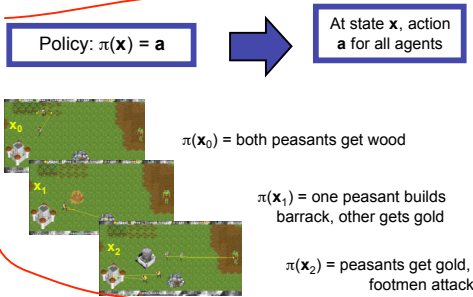 Policy: π(x) = a
At state x, action
a for all agents
x0
π(x0) = both peasants get wood
x1
π(x1) = one peasant builds
barrack, other gets gold
x2
π(x2) = peasants get gold,
footmen attack